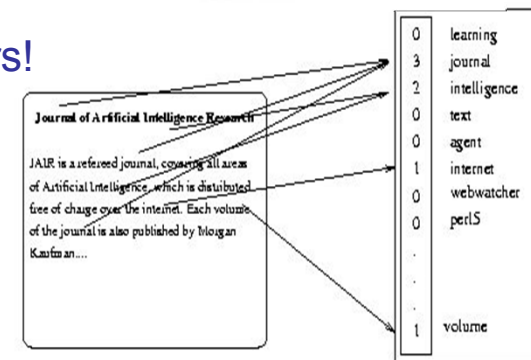 rs!
Journal of Artificial Intelligence Research
JAIR is a refereed journal, covering all areas
of Artificial Intelligence, which is distributed
free of charge over the internet. Each volume
of the journal is also published by Morgan
Kaufman....
0 learning
3 journal
2 intelligence
0 text
0 agent
1 internet
0 webwatcher
0 perl5
.
.
.
1 volume